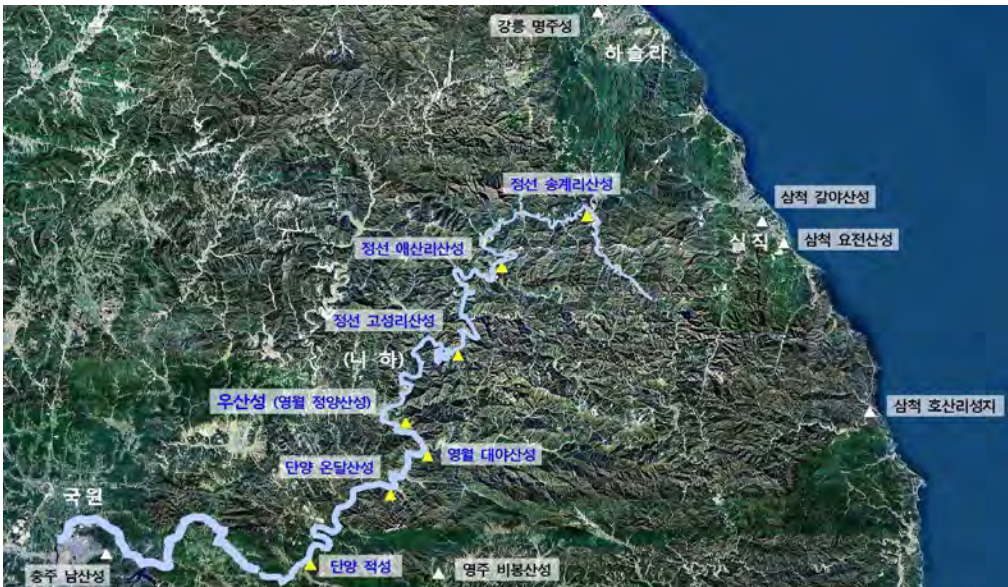 강릉 명주성
하슬라
정선 송계리산성
삼척 갈야산성
실직
삼척 요전산성
정선 애산리산성
정선 고성리산성
(니 하)
우산성 (영월 정양산성)
삼척 호산리성지
영월 대야산성
단양 온달산성
국원
충주 남산성
단양 적성
영주 비봉산성